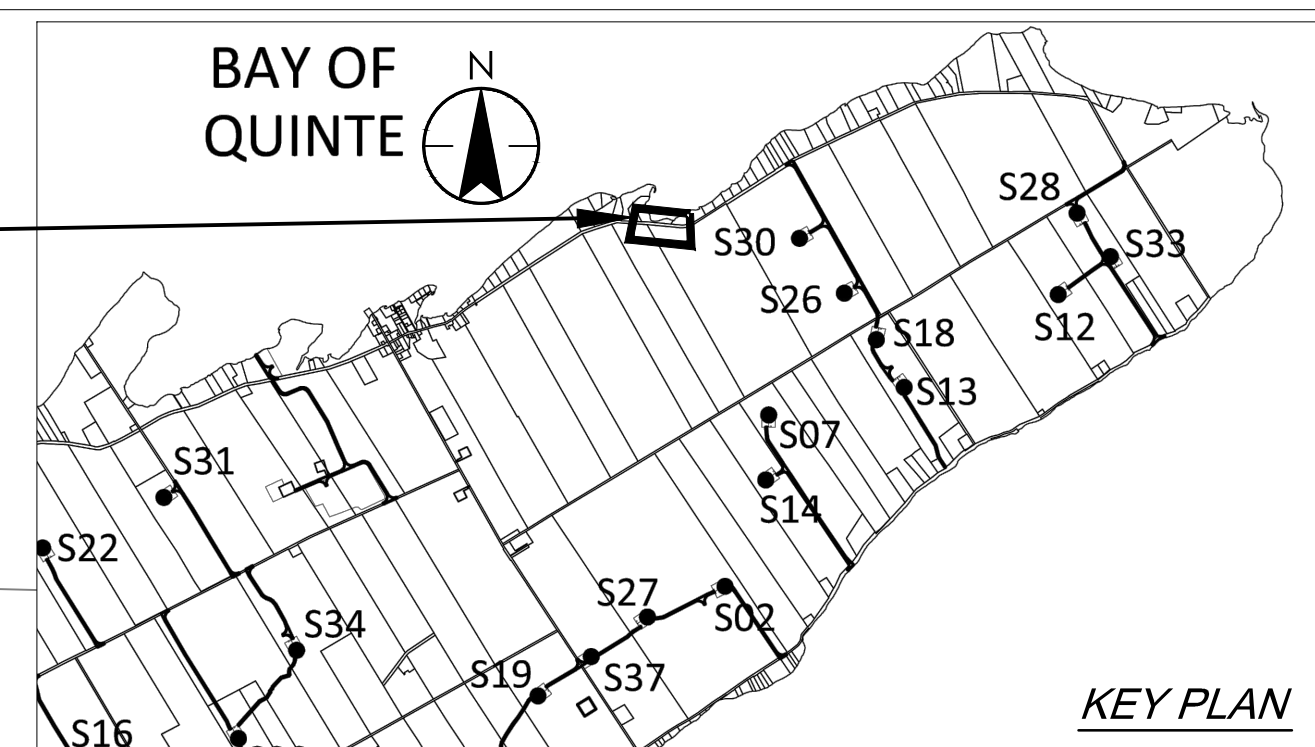 BAY OF
QUINTE
N
S28
S30
S33
S26
S12
S18
S13
S07
S31
S14
S22
S27
S02
S34
S19
S37
S16
KEY PLAN